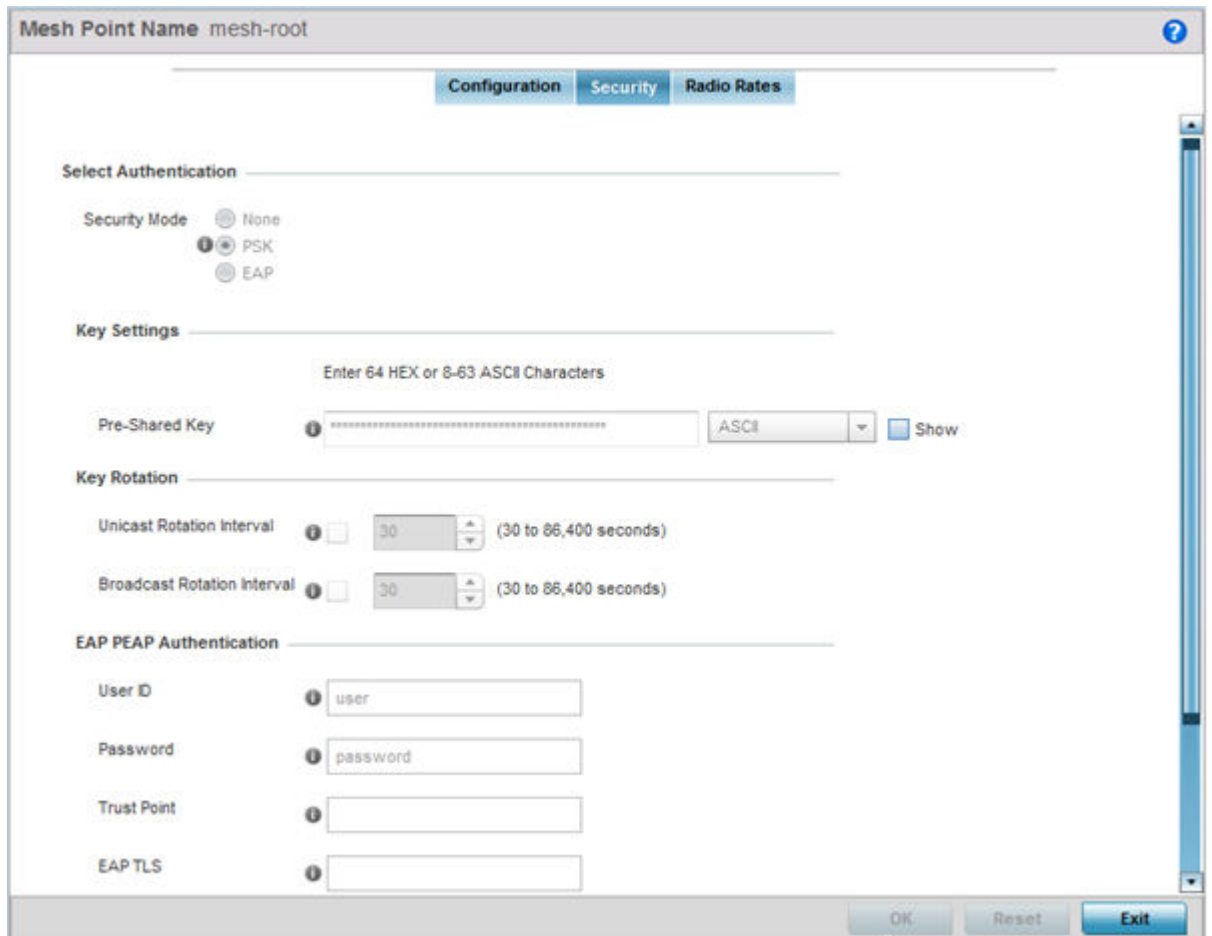 Mesh Point Name mesh-root
Configuration Security Radio Rates
Select Authentication
Security Mode None
PSK
EAP
Key Settings
Enter 64 HEX or 8-63 ASCII Characters
Pre-Shared Key ASCII Show
Key Rotation
Unicast Rotation Interval 30 (30 to 86,400 seconds)
Broadcast Rotation Interval 30 (30 to 86,400 seconds)
EAP PEAP Authentication
User ID user
Password password
Trust Point
EAP TLS
OK Reset Exit